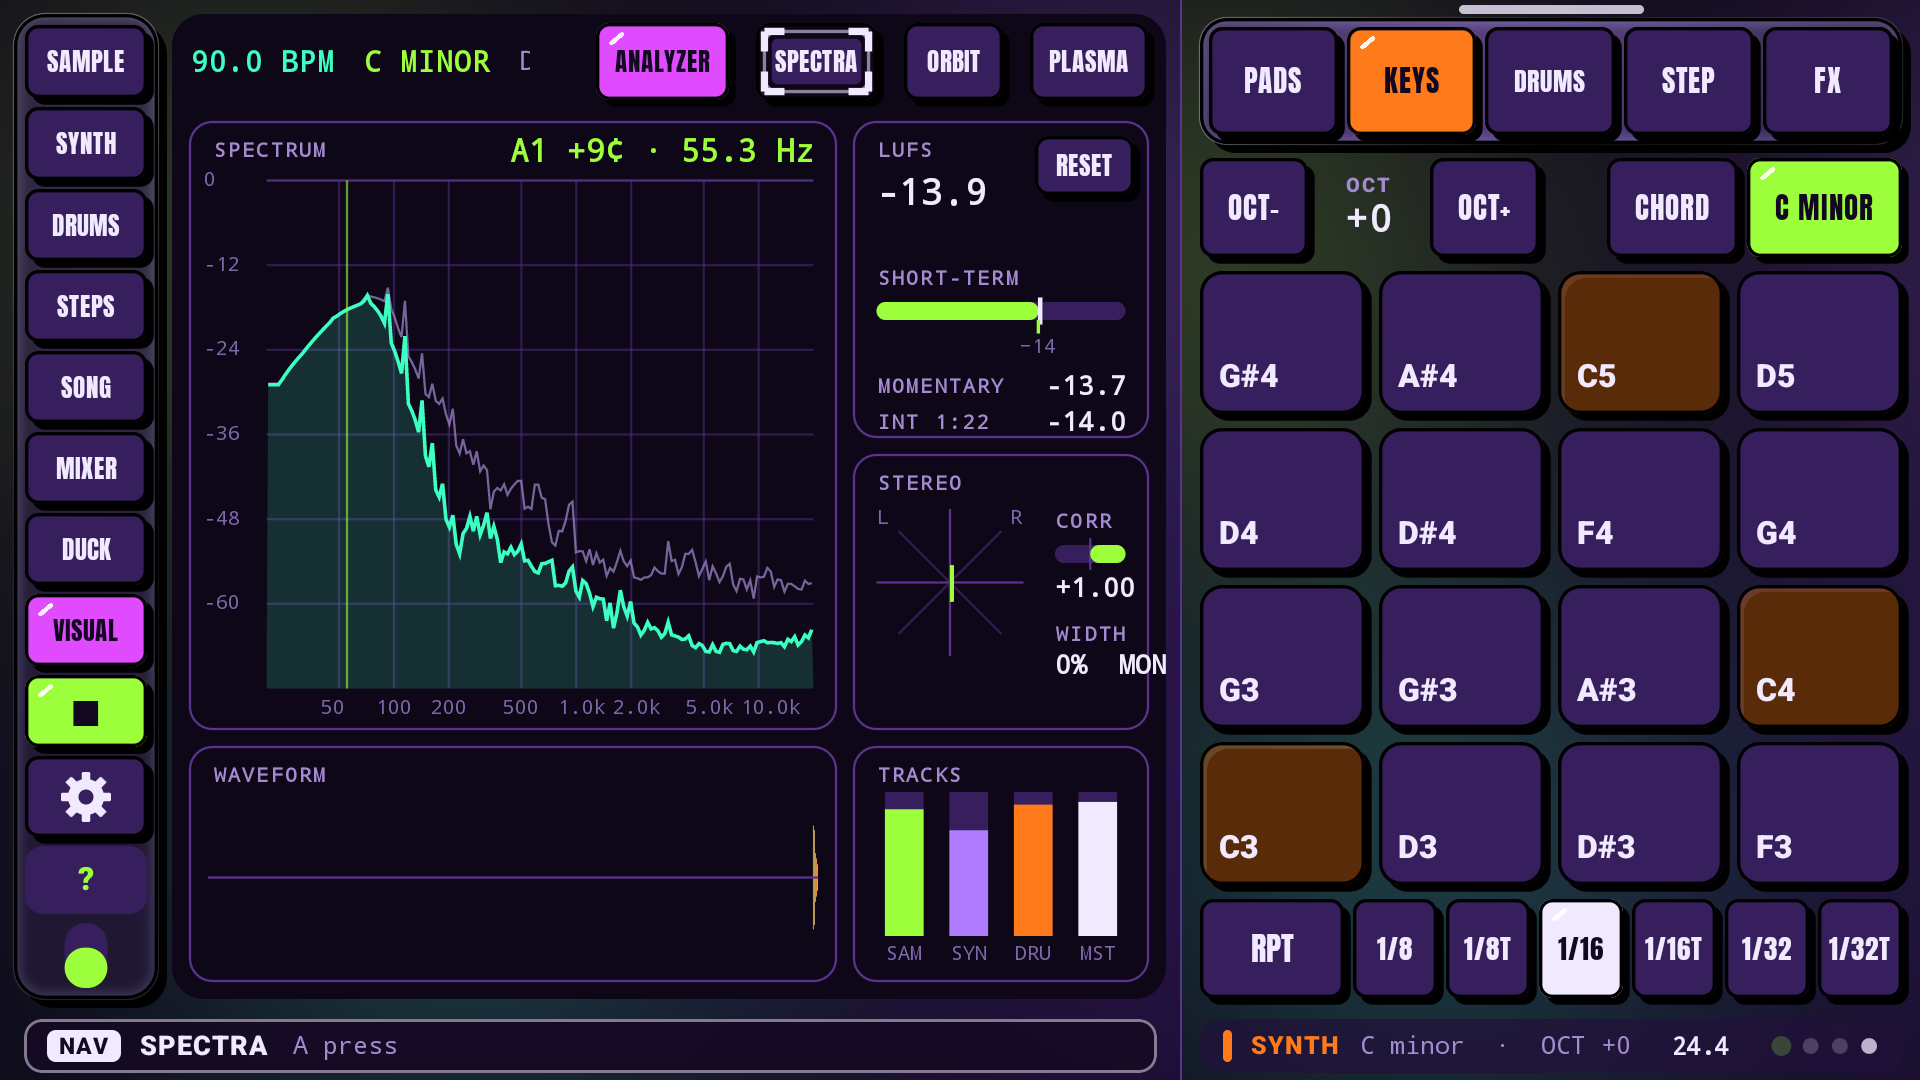 SAMPLE
SYNTH
DRUMS
STEPS
SONG
MIXER
DUCK
VISUAL
?
90.0 BPM C MINOR
ANALYZER SPECTRA ORBIT PLASMA
SPECTRUM A1 +9¢ · 55.3 Hz
0
-12
-24
-36
-48
-60
50 100 200 500 1.0k 2.0k 5.0k 10.0k
LUFS RESET
-13.9
SHORT-TERM
-14
MOMENTARY -13.7
INT 1:22 -14.0
STEREO
L R CORR
+1.00
WIDTH
0% MON
WAVEFORM
TRACKS
SAM SYN DRU MST
NAV SPECTRA A press
PADS KEYS DRUMS STEP FX
OCT- OCT +0 OCT+ CHORD C MINOR
G#4 A#4 C5 D5
D4 D#4 F4 G4
G3 G#3 A#3 C4
C3 D3 D#3 F3
RPT 1/8 1/8T 1/16 1/16T 1/32 1/32T
SYNTH C minor · OCT +0 24.4